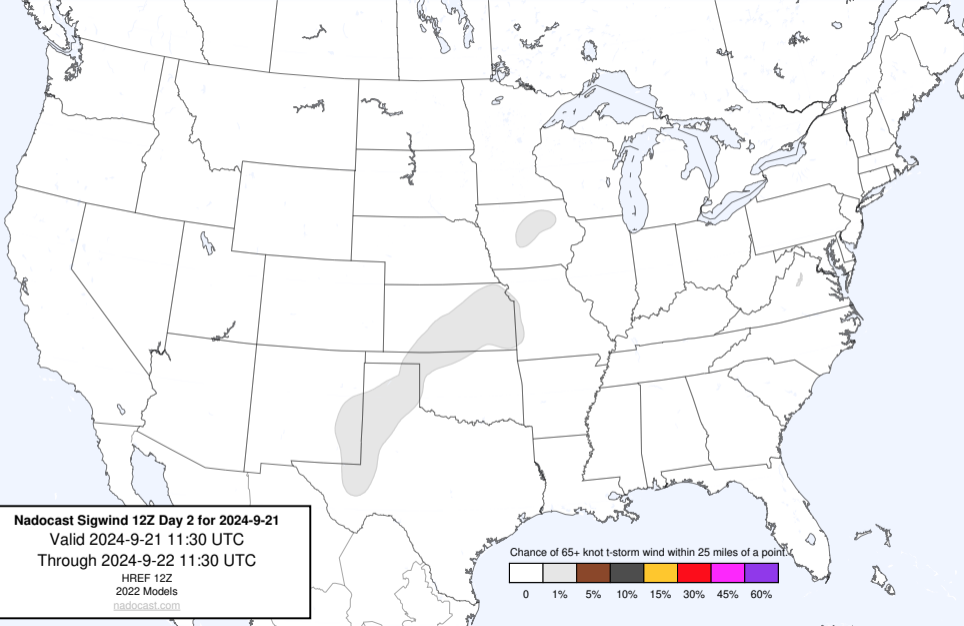 Nadocast Sigwind 12Z Day 2 for 2024-9-21
Valid 2024-9-21 11:30 UTC
Through 2024-9-22 11:30 UTC
HREF 12Z
2022 Models
nadocast.com
Chance of 65+ knot t-storm wind within 25 miles of a point.
0 1% 5% 10% 15% 30% 45% 60%